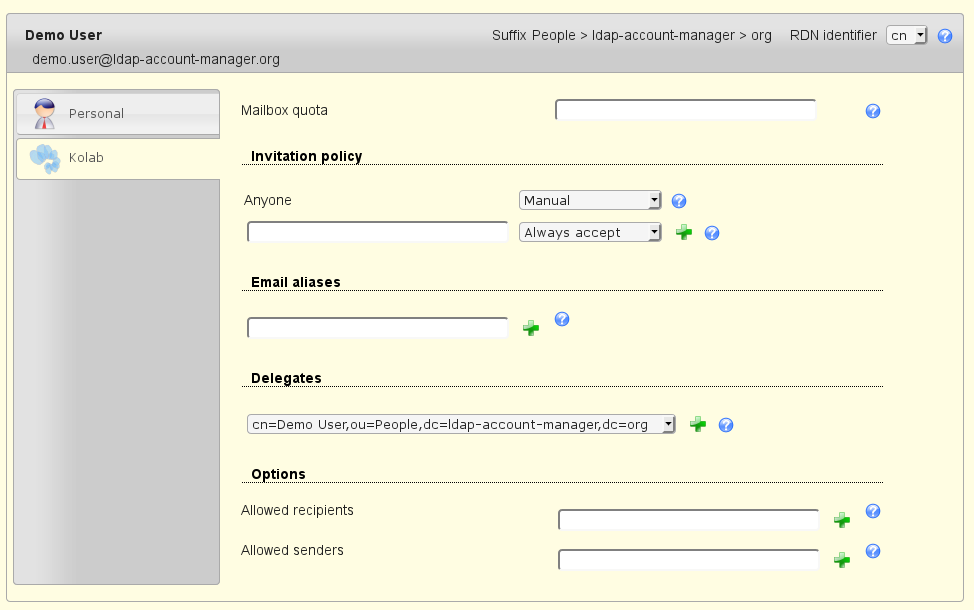 Demo User
Suffix People > ldap-account-manager > org RDN identifier cn
demo.user@ldap-account-manager.org
Personal
Kolab
Mailbox quota
Invitation policy
Anyone Manual
Always accept
Email aliases
Delegates
cn=Demo User,ou=People,dc=ldap-account-manager,dc=org
Options
Allowed recipients
Allowed senders